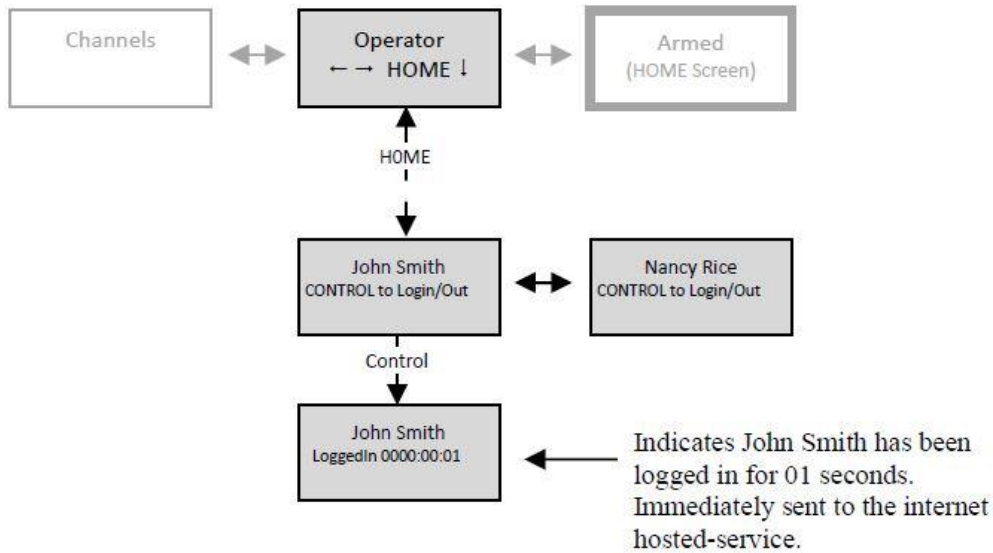 Channels
Operator
← → HOME ↓
Armed
(HOME Screen)
HOME
John Smith
CONTROL to Login/Out
Nancy Rice
CONTROL to Login/Out
Control
John Smith
LoggedIn 0000:00:01
Indicates John Smith has been
logged in for 01 seconds.
Immediately sent to the internet
hosted-service.